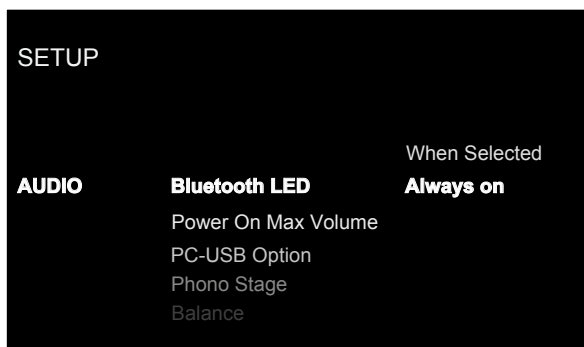 SETUP
When Selected
AUDIO Bluetooth LED Always on
Power On Max Volume
PC-USB Option
Phono Stage
Balance